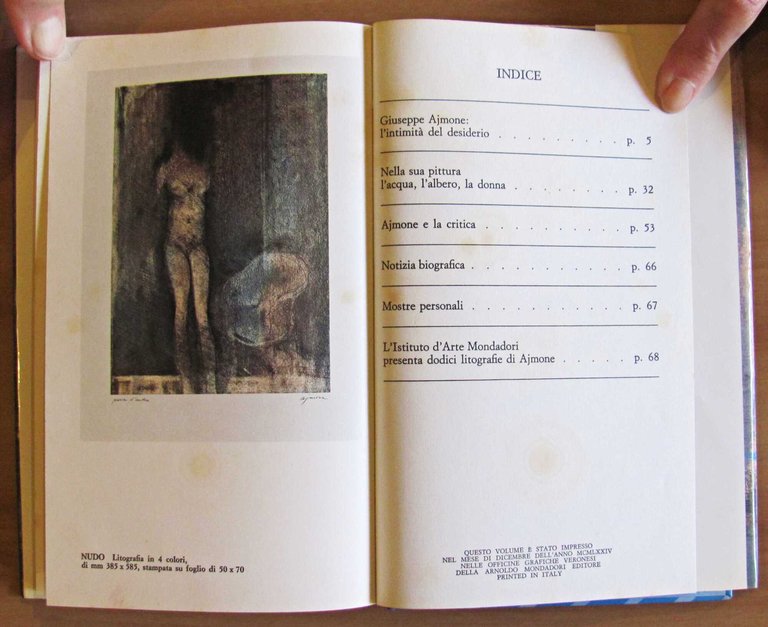 prova d'autore
ajmone
NUDO Litografia in 4 colori,
di mm 385 x 585, stampata su foglio di 50 x 70
INDICE
Giuseppe Ajmone:
l'intimità del desiderio . . . . . . . . . . p. 5
Nella sua pittura
l'acqua, l'albero, la donna . . . . . . . . p. 32
Ajmone e la critica . . . . . . . . . . p. 53
Notizia biografica . . . . . . . . . . . p. 66
Mostre personali . . . . . . . . . . . p. 67
L'Istituto d'Arte Mondadori
presenta dodici litografie di Ajmone . . . . . p. 68
QUESTO VOLUME È STATO IMPRESSO
NEL MESE DI DICEMBRE DELL'ANNO MCMLXXIV
NELLE OFFICINE GRAFICHE VERONESI
DELLA ARNOLDO MONDADORI EDITORE
PRINTED IN ITALY